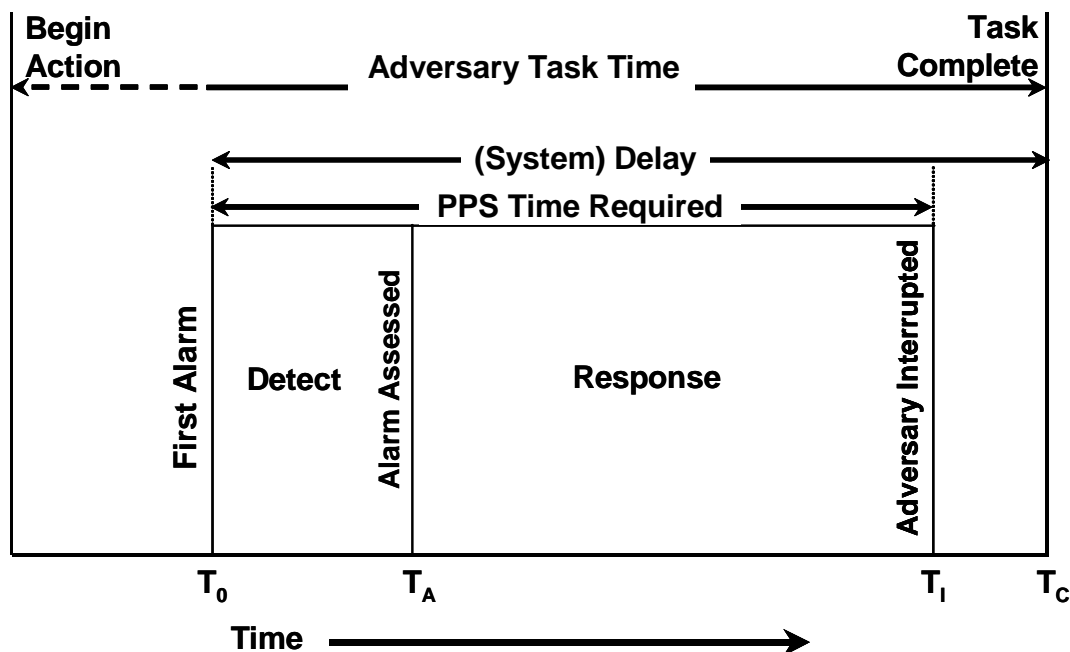 Begin
Action
Task
Complete
Adversary Task Time
(System) Delay
PPS Time Required
First Alarm
Detect
Alarm Assessed
Response
Adversary Interrupted
T0
TA
TI
TC
Time